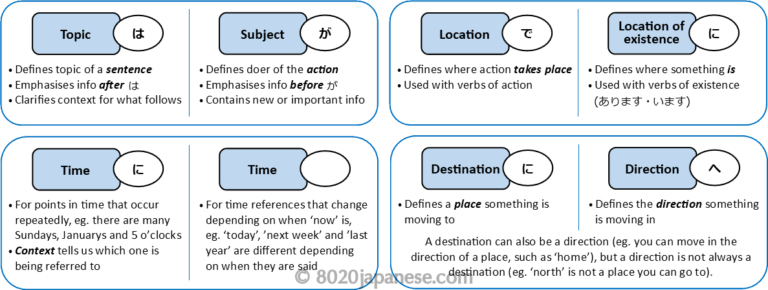 Topic は
• Defines topic of a sentence
• Emphasises info after は
• Clarifies context for what follows
Subject が
• Defines doer of the action
• Emphasises info before が
• Contains new or important info
Location で
• Defines where action takes place
• Used with verbs of action
Location of
existence に
• Defines where something is
• Used with verbs of existence
(あります・います)
Time に
• For points in time that occur
repeatedly, eg. there are many
Sundays, Januarys and 5 o’clocks
• Context tells us which one is
being referred to
Time
• For time references that change
depending on when ‘now’ is,
eg. ‘today’, ’next week’ and ’last
year’ are different depending
on when they are said
Destination に
• Defines a place something is
moving to
Direction へ
• Defines the direction something
is moving in
A destination can also be a direction (eg. you can move in the
direction of a place, such as ‘home’), but a direction is not always a
destination (eg. ‘north’ is not a place you can go to).
© 8020japanese.com